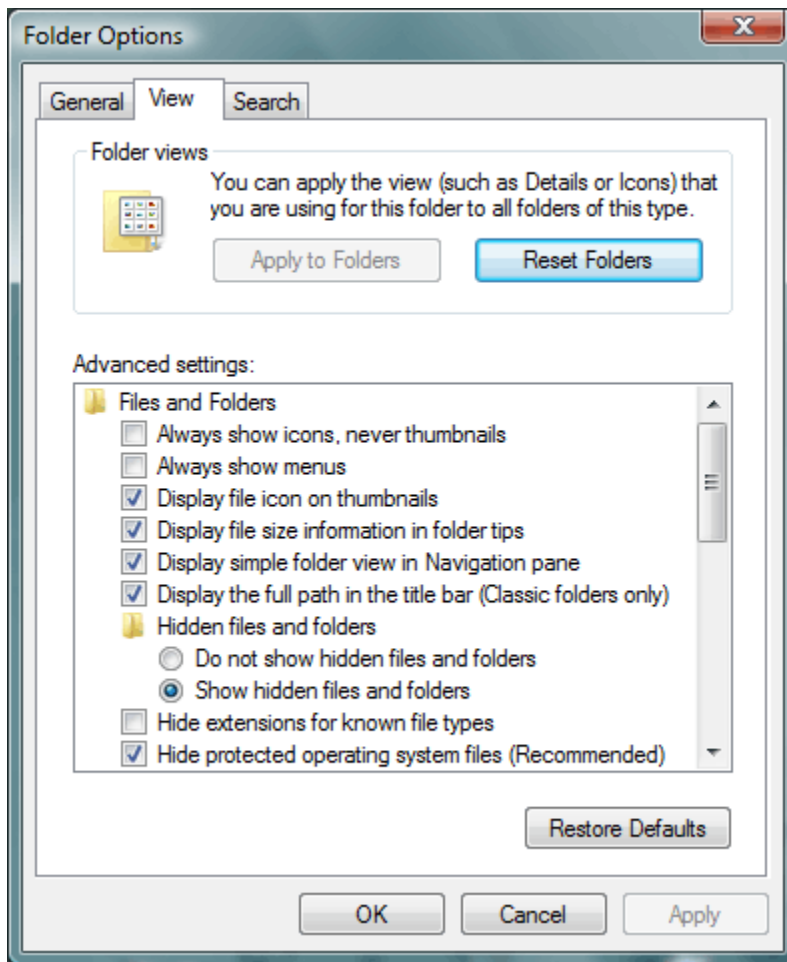 Folder Options
General View Search
Folder views
You can apply the view (such as Details or Icons) that
you are using for this folder to all folders of this type.
Apply to Folders Reset Folders
Advanced settings:
Files and Folders
Always show icons, never thumbnails
Always show menus
Display file icon on thumbnails
Display file size information in folder tips
Display simple folder view in Navigation pane
Display the full path in the title bar (Classic folders only)
Hidden files and folders
Do not show hidden files and folders
Show hidden files and folders
Hide extensions for known file types
Hide protected operating system files (Recommended)
Restore Defaults
OK Cancel Apply